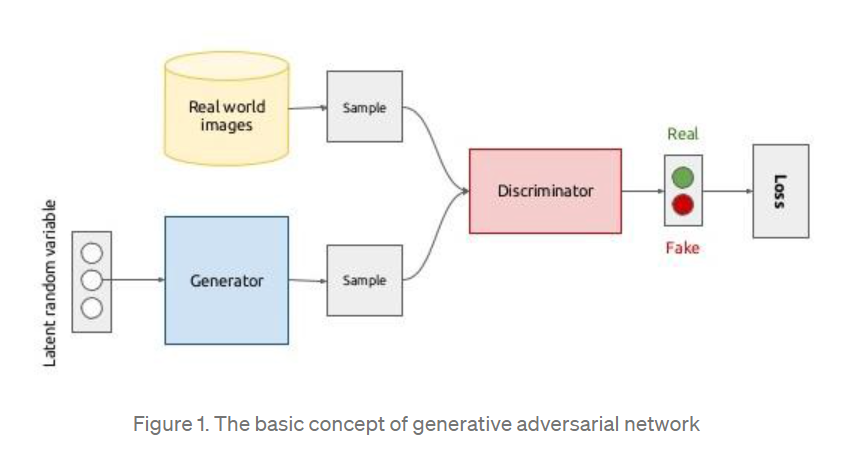 Real world
images
Sample
Real
Discriminator
Loss
Fake
Latent random variable
Generator
Sample
Figure 1. The basic concept of generative adversarial network